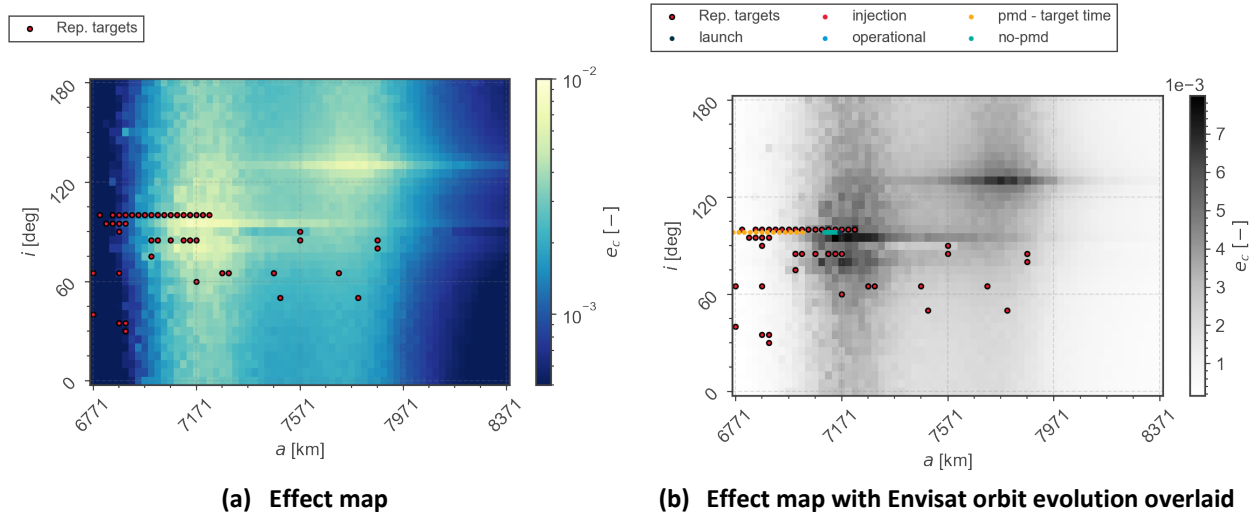 Rep. targets
180
120
60
0
i [deg]
6771
7171
7571
7971
8371
a [km]
10⁻²
10⁻³
e_c [−]
(a) Effect map
Rep. targets
injection
pmd - target time
launch
operational
no-pmd
180
120
60
0
i [deg]
6771
7171
7571
7971
8371
a [km]
1e−3
7
6
5
4
3
2
1
e_c [−]
(b) Effect map with Envisat orbit evolution overlaid